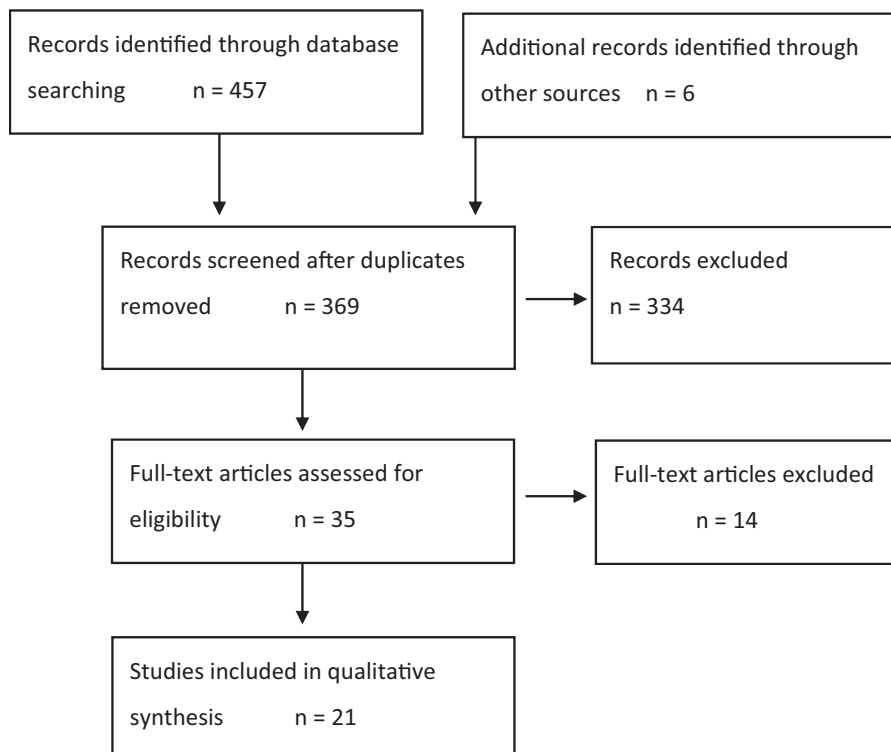 Records identified through database
searching n = 457
Additional records identified through
other sources n = 6
Records screened after duplicates
removed n = 369
Records excluded
n = 334
Full-text articles assessed for
eligibility n = 35
Full-text articles excluded
n = 14
Studies included in qualitative
synthesis n = 21